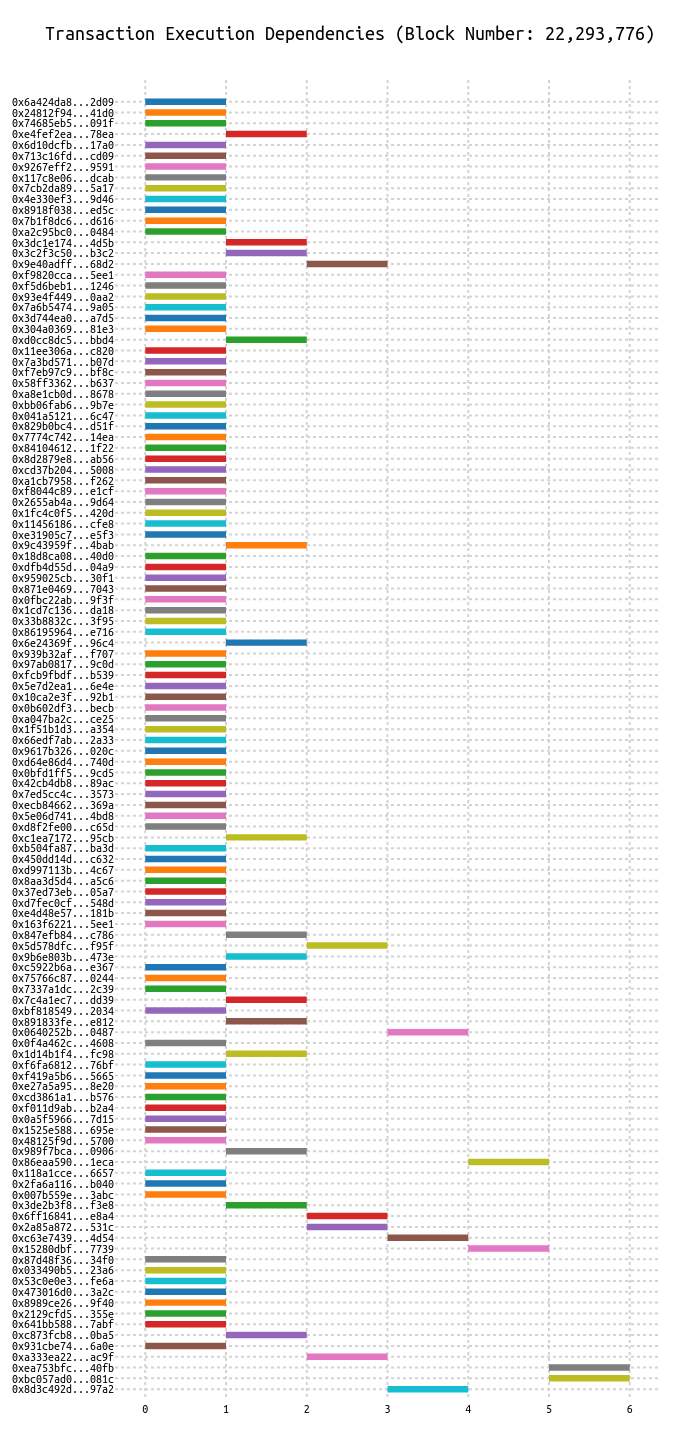 Transaction Execution Dependencies (Block Number: 22,293,776)
0x6a424da8...2d09
0x24812f94...41d0
0x74685eb5...091f
0xe4fef2ea...78ea
0x6d10dcfb...17a0
0x713c16fd...cd09
0x9267eff2...9591
0x117c8e06...dcab
0x7cb2da89...5a17
0x4e330ef3...9d46
0x8918f038...ed5c
0x7b1f8dc6...d616
0xa2c95bc0...0484
0x3dc1e174...4d5b
0x3c2f3c50...b3c2
0x9e40adff...68d2
0xf9820cca...5ee1
0xf5d6beb1...1246
0x93e4f449...0aa2
0x7a6b5474...9a05
0x3d744ea0...a7d5
0x304a0369...81e3
0xd0cc8dc5...bbd4
0x11ee306a...c820
0x7a3bd571...b07d
0xf7eb97c9...bf8c
0x58ff3362...b637
0xa8e1cb0d...8678
0xbb06fab6...9b7e
0x041a5121...6c47
0x829b0bc4...d51f
0x7774c742...14ea
0x84104612...1f22
0x8d2879e8...ab56
0xcd37b204...5008
0xa1cb7958...f262
0xf8044c89...e1cf
0x2655ab4a...9d64
0x1fc4c0f5...420d
0x11456186...cfe8
0xe31905c7...e5f3
0x9c43959f...4bab
0x18d8ca08...40d0
0xdfb4d55d...04a9
0x959025cb...30f1
0x871e0469...7043
0x0fbc22ab...9f3f
0x1cd7c136...da18
0x33b8832c...3f95
0x86195964...e716
0x6e24369f...96c4
0x939b32af...f707
0x97ab0817...9c0d
0xfcb9fbdf...b539
0x5e7d2ea1...6e4e
0x10ca2e3f...92b1
0x0b602df3...becb
0xa047ba2c...ce25
0x1f51b1d3...a354
0x66edf7ab...2a33
0x9617b326...020c
0xd64e86d4...740d
0x0bfd1ff5...9cd5
0x42cb4db8...89ac
0x7ed5cc4c...3573
0xecb84662...369a
0x5e06d741...4bd8
0xd8f2fe00...c65d
0xc1ea7172...95cb
0xb504fa87...ba3d
0x450dd14d...c632
0xd997113b...4c67
0x8aa3d5d4...a5c6
0x37ed73eb...05a7
0xd7fec0cf...548d
0xe4d48e57...181b
0x163f6221...5ee1
0x847efb84...c786
0x5d578dfc...f95f
0x9b6e803b...473e
0xc5922b6a...e367
0x75766c87...0244
0x7337a1dc...2c39
0x7c4a1ec7...dd39
0xbf818549...2034
0x891833fe...e812
0x0640252b...0487
0x0f4a462c...4608
0x1d14b1f4...fc98
0xf6fa6812...76bf
0xf419a5b6...5665
0xe27a5a95...8e20
0xcd3861a1...b576
0xf011d9ab...b2a4
0x0a5f5966...7d15
0x1525e588...695e
0x48125f9d...5700
0x989f7bca...0906
0x86eaa590...1eca
0x118a1cce...6657
0x2fa6a116...b040
0x007b559e...3abc
0x3de2b3f8...f3e8
0x6ff16841...e8a4
0x2a85a872...531c
0xc63e7439...4d54
0x15280dbf...7739
0x87d48f36...34f0
0x033490b5...23a6
0x53c0e0e3...fe6a
0x473016d0...3a2c
0x8989ce26...9f40
0x2129cfd5...355e
0x641bb588...7abf
0xc873fcb8...0ba5
0x931cbe74...6a0e
0xa333ea22...ac9f
0xea753bfc...40fb
0xbc057ad0...081c
0x8d3c492d...97a2
0 1 2 3 4 5 6